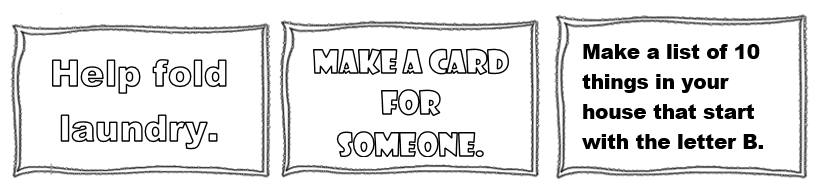 Help fold
laundry.
MAKE A CARD
FOR
SOMEONE.
Make a list of 10
things in your
house that start
with the letter B.